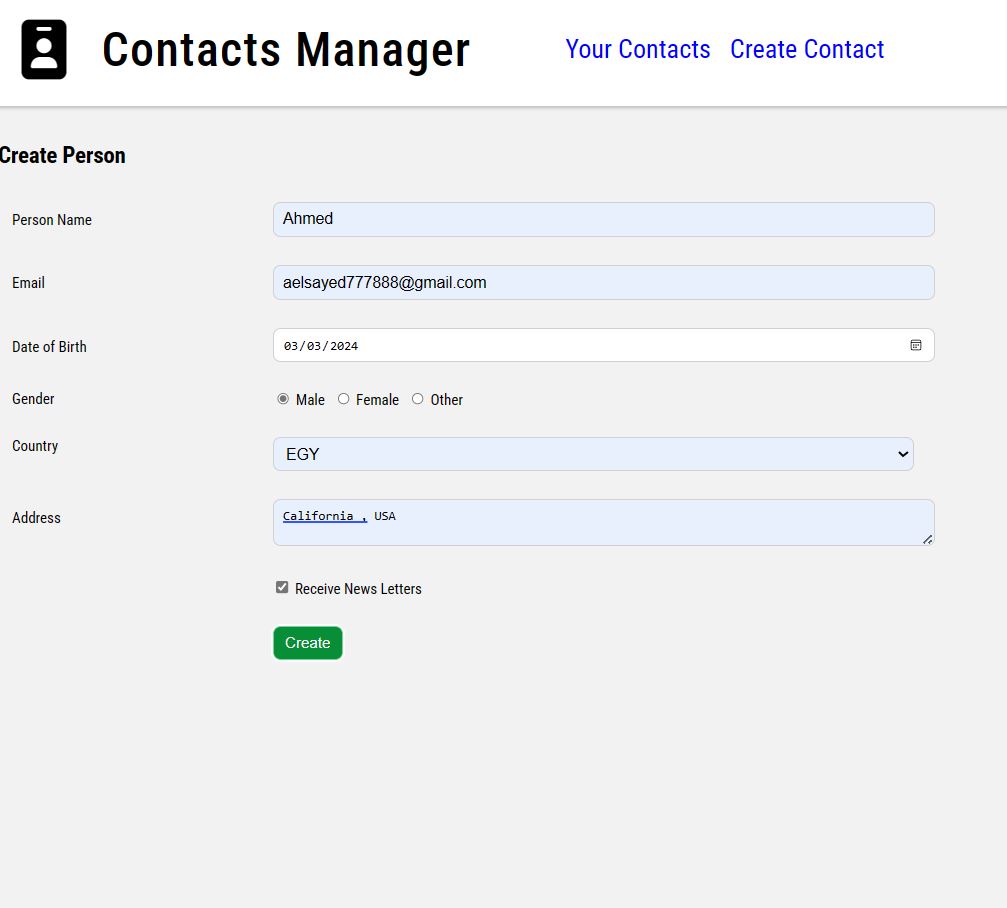 Contacts Manager
Your Contacts Create Contact
Create Person
Person Name Ahmed
Email aelsayed777888@gmail.com
Date of Birth 03/03/2024
Gender Male Female Other
Country EGY
Address California , USA
Receive News Letters
Create